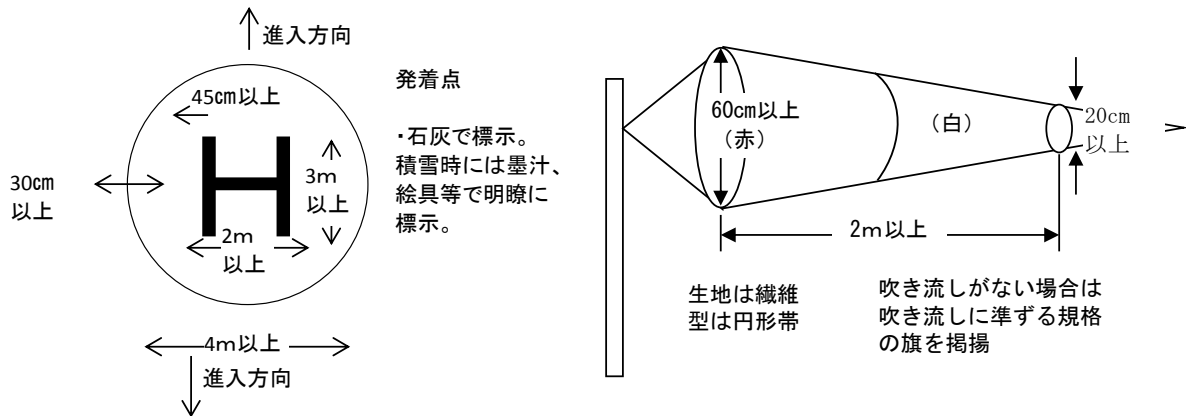 進入方向
発着点
45㎝以上
・石灰で標示。
積雪時には墨汁、
絵具等で明瞭に
標示。
30㎝
以上
3ｍ
以上
2ｍ
以上
4ｍ以上
進入方向
60㎝以上
（赤）
（白）
20㎝
以上
2ｍ以上
生地は繊維
型は円形帯
吹き流しがない場合は
吹き流しに準ずる規格
の旗を掲揚